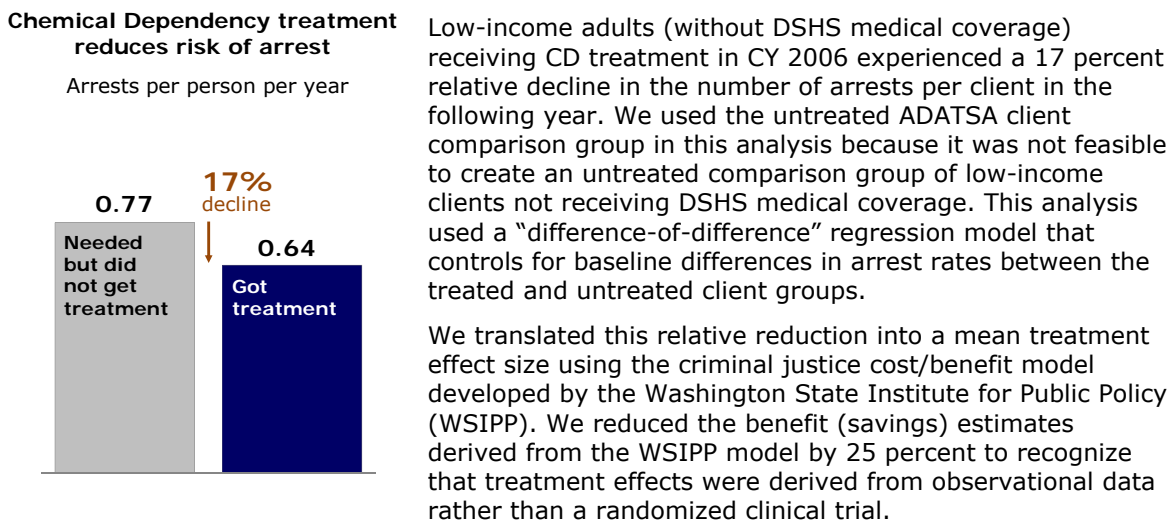 Chemical Dependency treatment
reduces risk of arrest
Arrests per person per year
17%
decline
0.77
0.64
Needed
but did
not get
treatment
Got
treatment
Low-income adults (without DSHS medical coverage)
receiving CD treatment in CY 2006 experienced a 17 percent
relative decline in the number of arrests per client in the
following year. We used the untreated ADATSA client
comparison group in this analysis because it was not feasible
to create an untreated comparison group of low-income
clients not receiving DSHS medical coverage. This analysis
used a “difference-of-difference” regression model that
controls for baseline differences in arrest rates between the
treated and untreated client groups.
We translated this relative reduction into a mean treatment
effect size using the criminal justice cost/benefit model
developed by the Washington State Institute for Public Policy
(WSIPP). We reduced the benefit (savings) estimates
derived from the WSIPP model by 25 percent to recognize
that treatment effects were derived from observational data
rather than a randomized clinical trial.